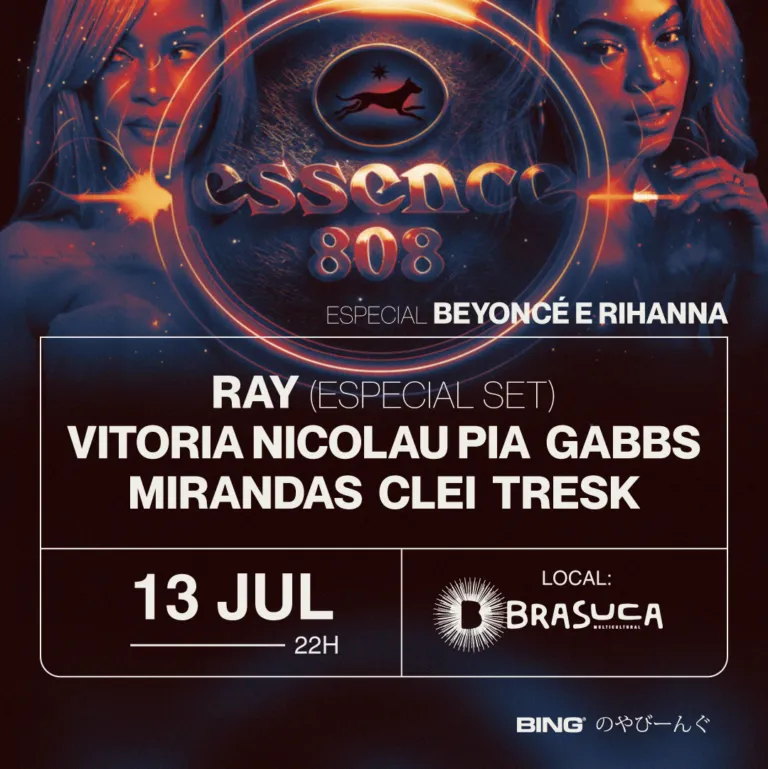 essence
808
ESPECIAL BEYONCÉ E RIHANNA
RAY (ESPECIAL SET)
VITORIA NICOLAU PIA GABBS
MIRANDAS CLEI TRESK
13 JUL
22H
LOCAL:
B BRASUCA
MULTICULTURAL
BING® のやびーんぐ